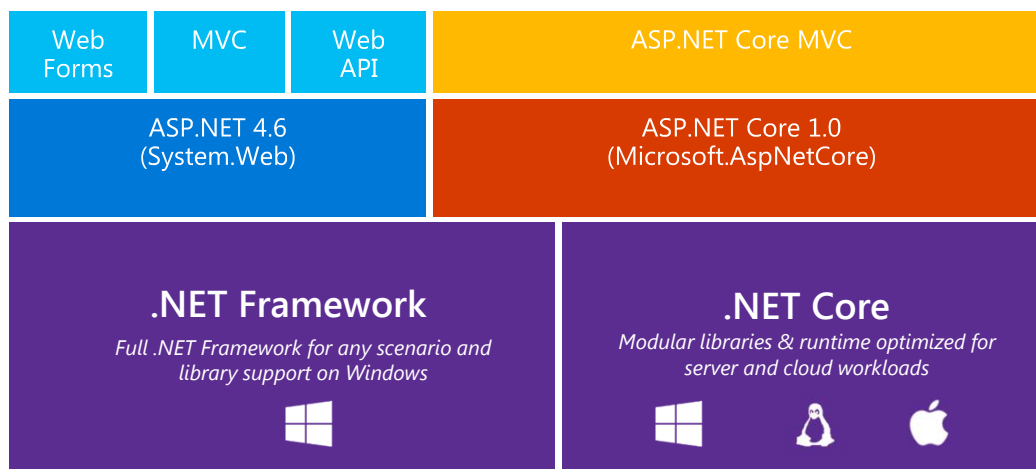 Web
Forms
MVC
Web
API
ASP.NET Core MVC
ASP.NET 4.6
(System.Web)
ASP.NET Core 1.0
(Microsoft.AspNetCore)
.NET Framework
Full .NET Framework for any scenario and
library support on Windows
.NET Core
Modular libraries & runtime optimized for
server and cloud workloads